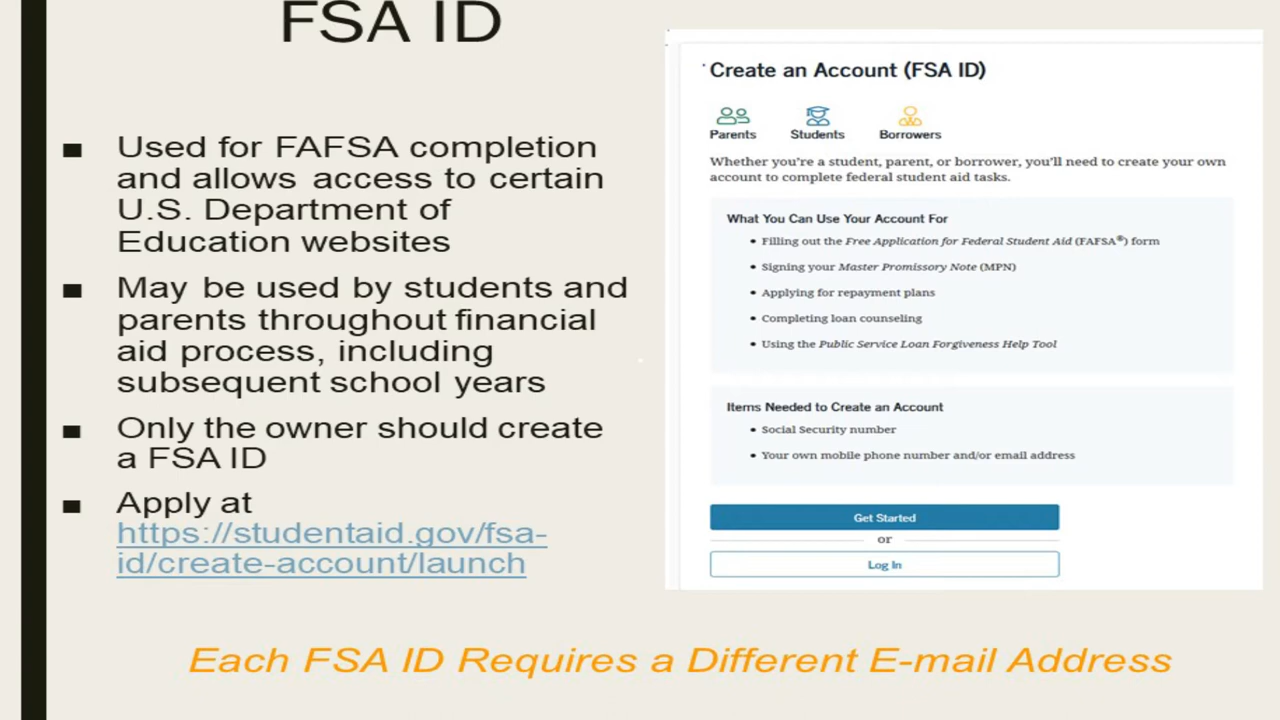 FSA ID
Used for FAFSA completion
and allows access to certain
U.S. Department of
Education websites
May be used by students and
parents throughout financial
aid process, including
subsequent school years
Only the owner should create
a FSA ID
Apply at
https://studentaid.gov/fsa-
id/create-account/launch
Create an Account (FSA ID)
Parents Students Borrowers
Whether you're a student, parent, or borrower, you'll need to create your own
account to complete federal student aid tasks.
What You Can Use Your Account For
• Filling out the Free Application for Federal Student Aid (FAFSA®) form
• Signing your Master Promissory Note (MPN)
• Applying for repayment plans
• Completing loan counseling
• Using the Public Service Loan Forgiveness Help Tool
Items Needed to Create an Account
• Social Security number
• Your own mobile phone number and/or email address
Get Started
or
Log In
Each FSA ID Requires a Different E-mail Address